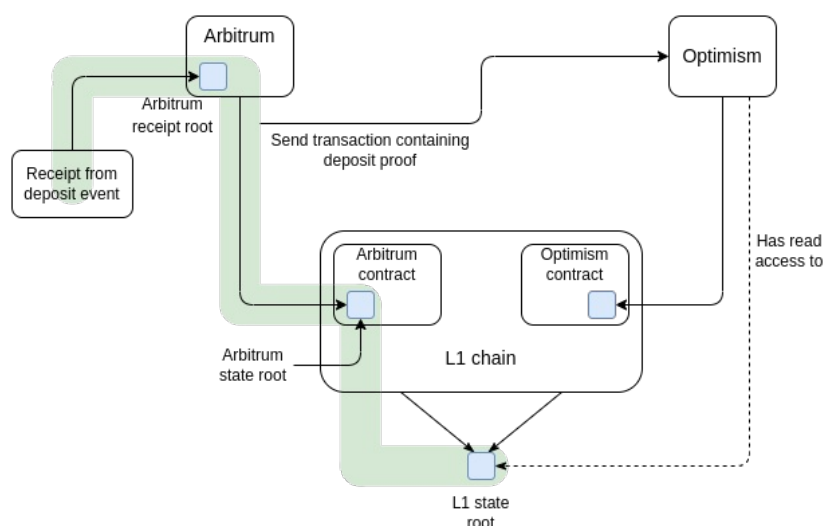 Arbitrum
Optimism
Arbitrum
receipt root
Send transaction containing
deposit proof
Receipt from
deposit event
Has read
access to
Arbitrum
contract
Optimism
contract
Arbitrum
state root
L1 chain
L1 state
root